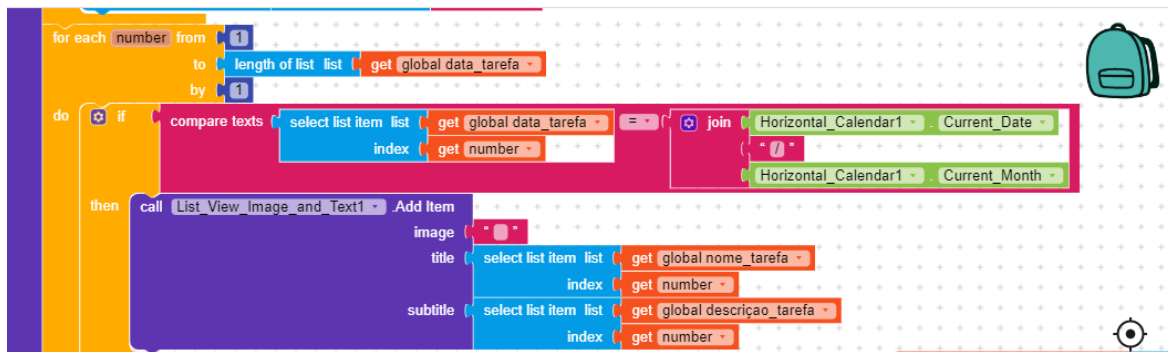 for each number from 1
to length of list list get global data_tarefa
by 1
do if compare texts select list item list get global data_tarefa = join Horizontal_Calendar1 . Current_Date
index get number " / "
Horizontal_Calendar1 . Current_Month
then call List_View_Image_and_Text1 .Add Item
image " "
title select list item list get global nome_tarefa
index get number
subtitle select list item list get global descriçao_tarefa
index get number